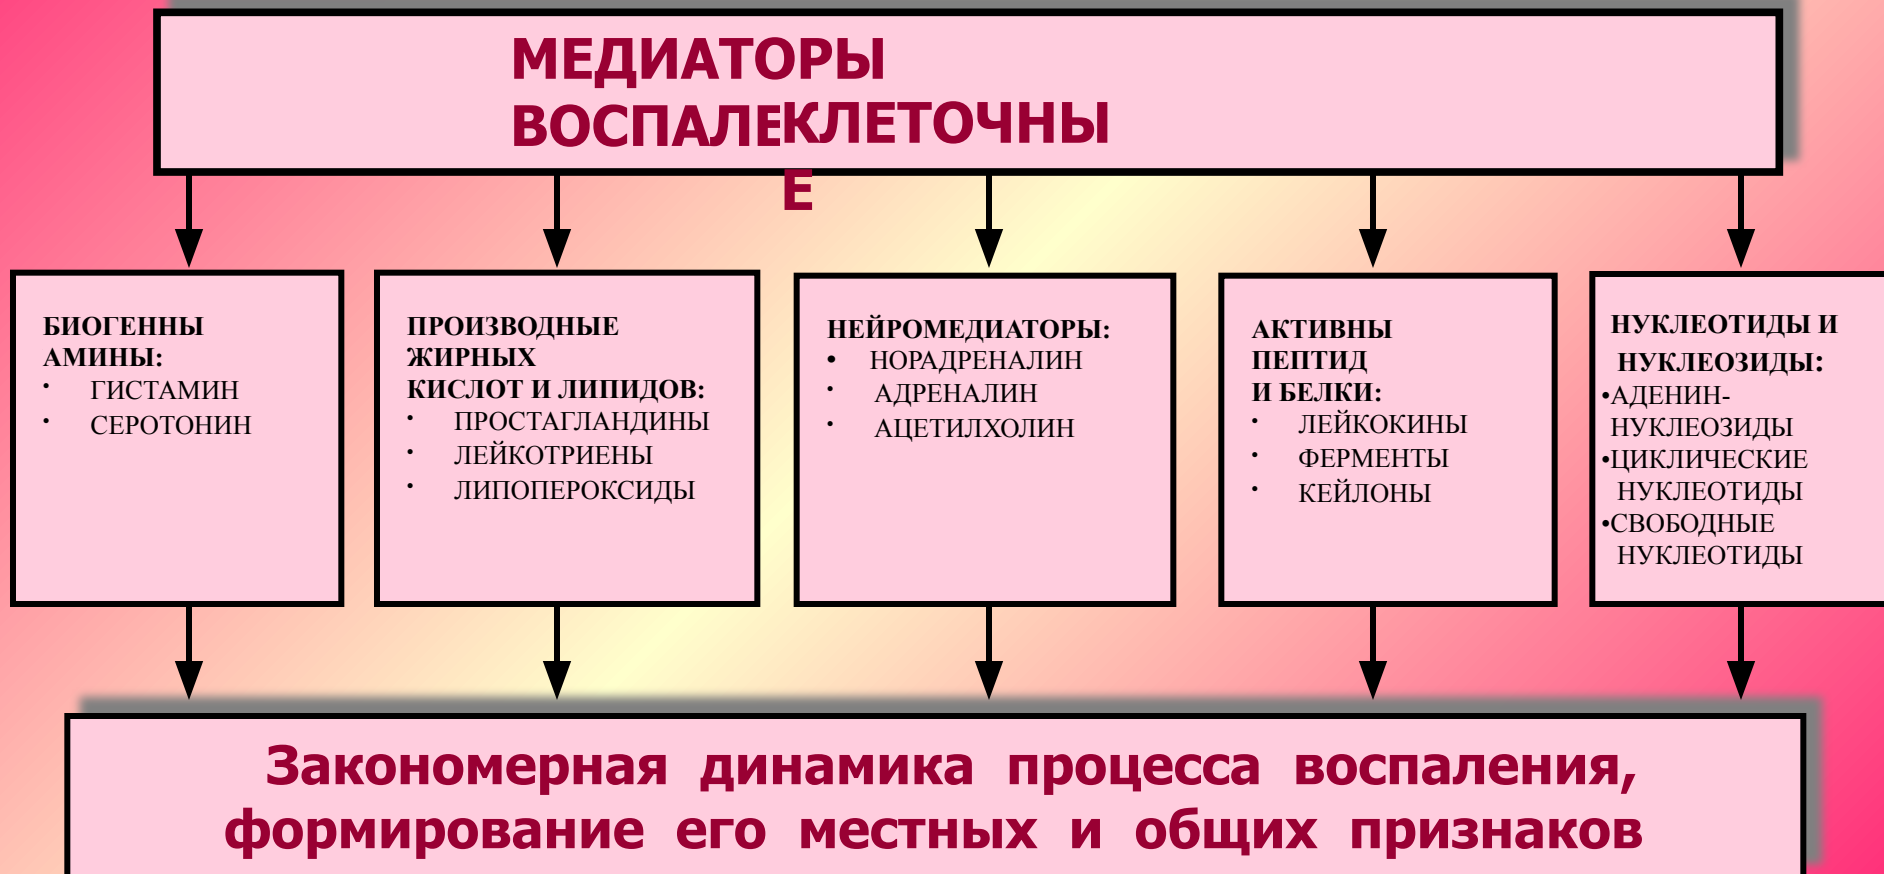 МЕДИАТОРЫ
ВОСПАЛЕКЛЕТОЧНЫ
Е
БИОГЕННЫ
АМИНЫ:
• ГИСТАМИН
• СЕРОТОНИН
ПРОИЗВОДНЫЕ
ЖИРНЫХ
КИСЛОТ И ЛИПИДОВ:
• ПРОСТАГЛАНДИНЫ
• ЛЕЙКОТРИЕНЫ
• ЛИПОПЕРОКСИДЫ
НЕЙРОМЕДИАТОРЫ:
• НОРАДРЕНАЛИН
• АДРЕНАЛИН
• АЦЕТИЛХОЛИН
АКТИВНЫ
ПЕПТИД
И БЕЛКИ:
• ЛЕЙКОКИНЫ
• ФЕРМЕНТЫ
• КЕЙЛОНЫ
НУКЛЕОТИДЫ И
НУКЛЕОЗИДЫ:
•АДЕНИН-
НУКЛЕОЗИДЫ
•ЦИКЛИЧЕСКИЕ
НУКЛЕОТИДЫ
•СВОБОДНЫЕ
НУКЛЕОТИДЫ
Закономерная динамика процесса воспаления,
формирование его местных и общих признаков